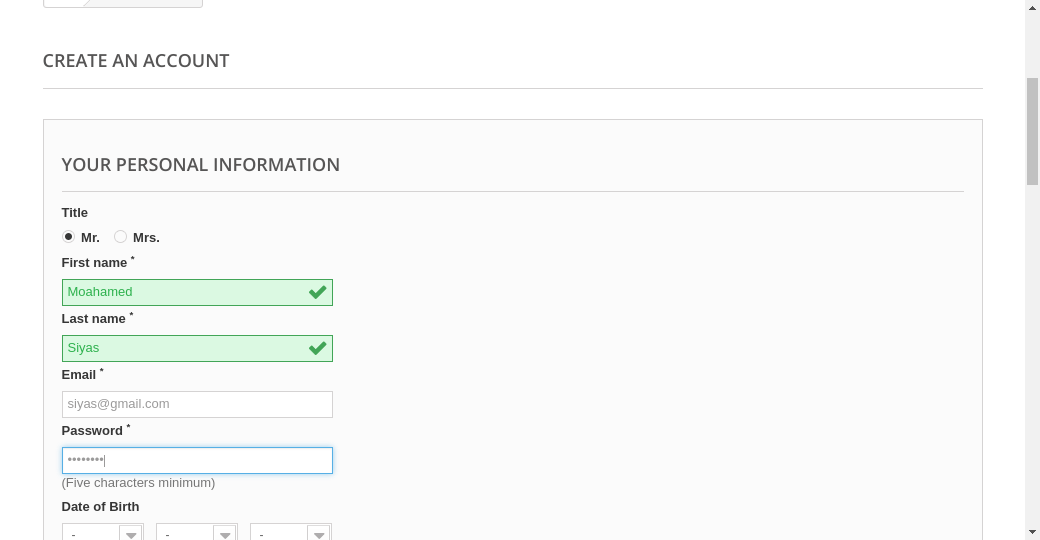 CREATE AN ACCOUNT
YOUR PERSONAL INFORMATION
Title
Mr. Mrs.
First name *
Moahamed
Last name *
Siyas
Email *
siyas@gmail.com
Password *
••••••••
(Five characters minimum)
Date of Birth
- - -